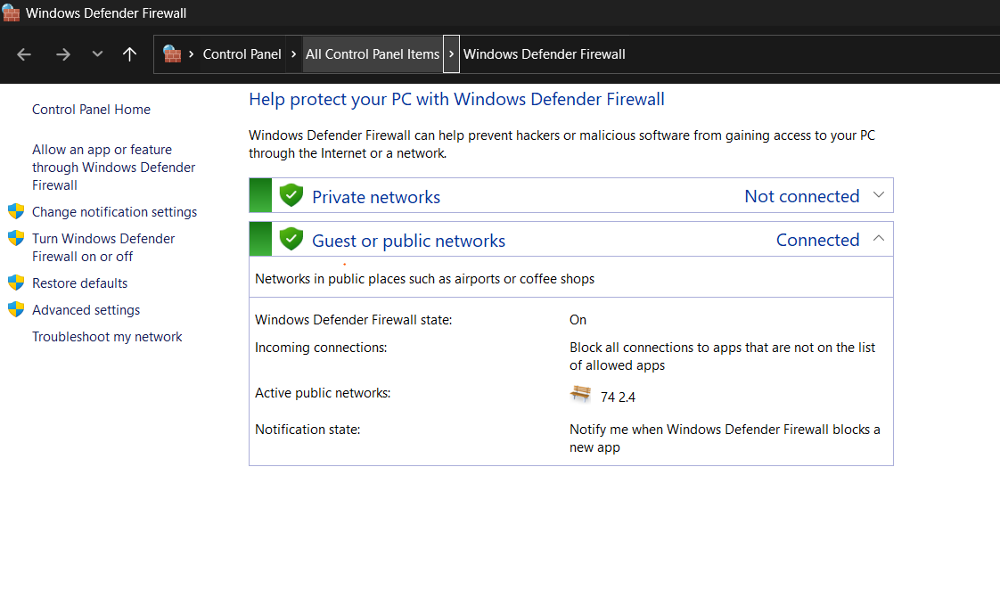 Windows Defender Firewall
Control Panel
All Control Panel Items
Windows Defender Firewall
Control Panel Home
Allow an app or feature
through Windows Defender
Firewall
Change notification settings
Turn Windows Defender
Firewall on or off
Restore defaults
Advanced settings
Troubleshoot my network
Help protect your PC with Windows Defender Firewall
Windows Defender Firewall can help prevent hackers or malicious software from gaining access to your PC
through the Internet or a network.
Private networks
Not connected
Guest or public networks
Connected
Networks in public places such as airports or coffee shops
Windows Defender Firewall state:
On
Incoming connections:
Block all connections to apps that are not on the list
of allowed apps
Active public networks:
74 2.4
Notification state:
Notify me when Windows Defender Firewall blocks a
new app